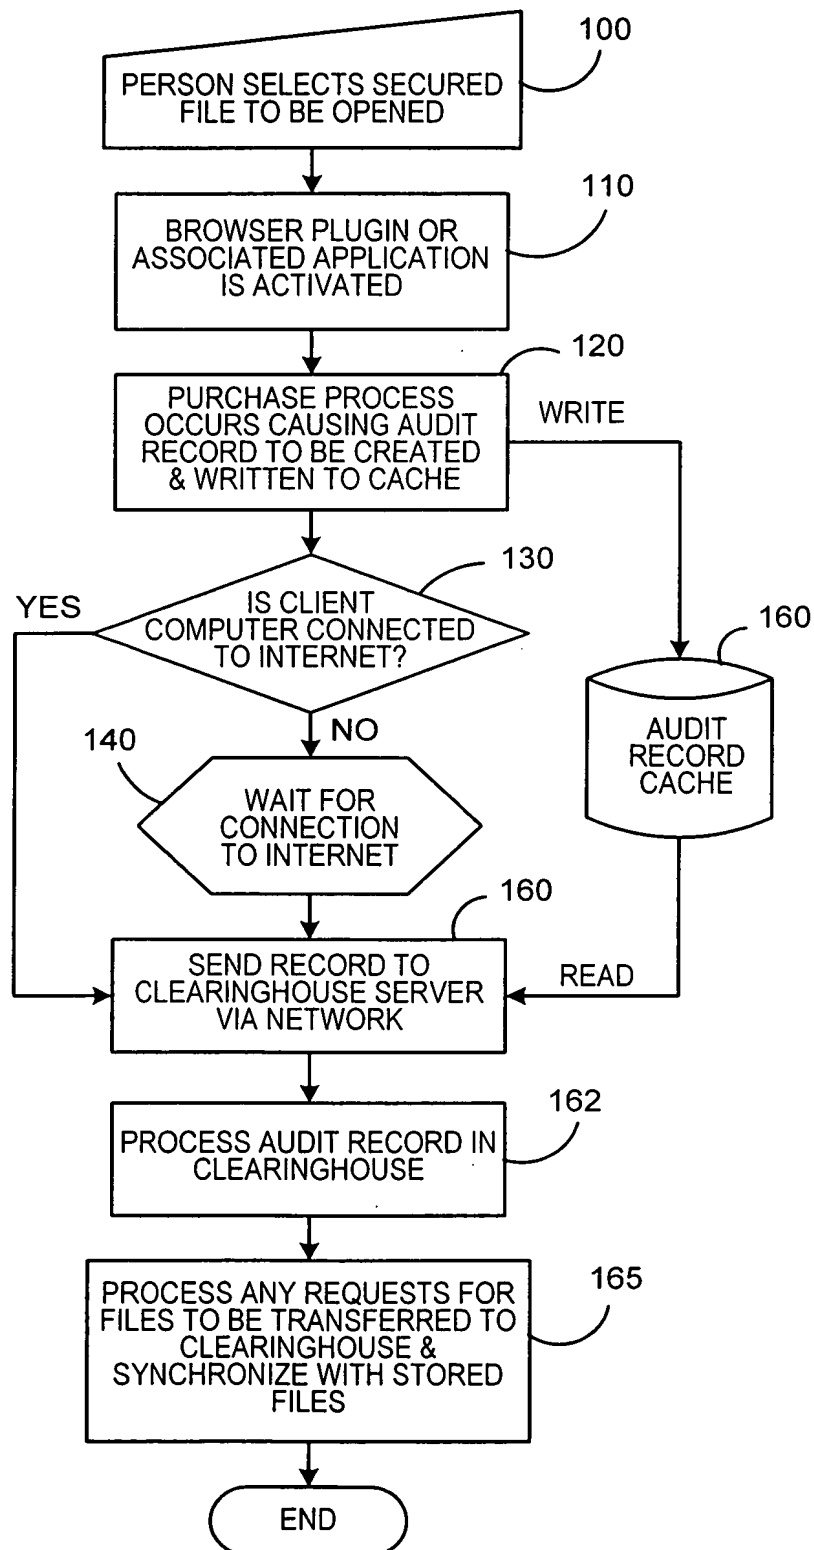 100
PERSON SELECTS SECURED
FILE TO BE OPENED
110
BROWSER PLUGIN OR
ASSOCIATED APPLICATION
IS ACTIVATED
120
PURCHASE PROCESS
OCCURS CAUSING AUDIT
RECORD TO BE CREATED
& WRITTEN TO CACHE
WRITE
130
YES
IS CLIENT
COMPUTER CONNECTED
TO INTERNET?
160
AUDIT
RECORD
CACHE
NO
140
WAIT FOR
CONNECTION
TO INTERNET
160
SEND RECORD TO
CLEARINGHOUSE SERVER
VIA NETWORK
READ
162
PROCESS AUDIT RECORD IN
CLEARINGHOUSE
165
PROCESS ANY REQUESTS FOR
FILES TO BE TRANSFERRED TO
CLEARINGHOUSE &
SYNCHRONIZE WITH STORED
FILES
END